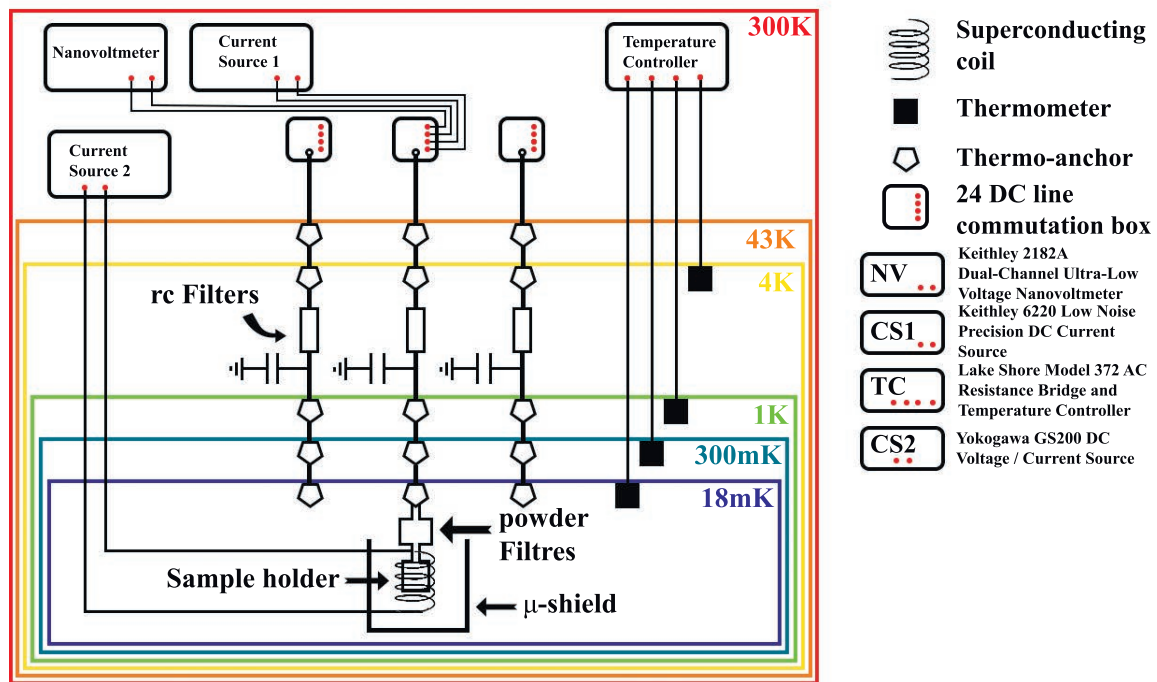 300K
Nanovoltmeter
Current
Source 1
Temperature
Controller
Current
Source 2
43K
4K
rc Filters
1K
300mK
18mK
powder
Filtres
Sample holder
μ-shield
Superconducting
coil
Thermometer
Thermo-anchor
24 DC line
commutation box
NV
Keithley 2182A
Dual-Channel Ultra-Low
Voltage Nanovoltmeter
CS1
Keithley 6220 Low Noise
Precision DC Current
Source
TC
Lake Shore Model 372 AC
Resistance Bridge and
Temperature Controller
CS2
Yokogawa GS200 DC
Voltage / Current Source